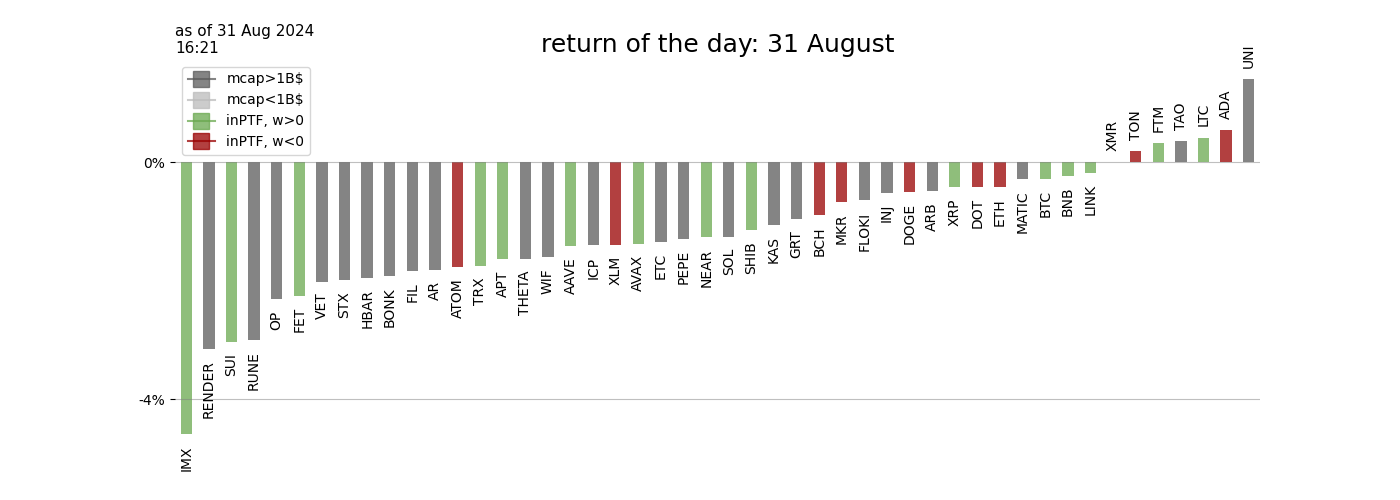 as of 31 Aug 2024
16:21
return of the day: 31 August
mcap>1B$
mcap<1B$
inPTF, w>0
inPTF, w<0
0%
-4%
IMX
RENDER
SUI
RUNE
OP
FET
VET
STX
HBAR
BONK
FIL
AR
ATOM
TRX
APT
THETA
WIF
AAVE
ICP
XLM
AVAX
ETC
PEPE
NEAR
SOL
SHIB
KAS
GRT
BCH
MKR
FLOKI
INJ
DOGE
ARB
XRP
DOT
ETH
MATIC
BTC
BNB
LINK
XMR
TON
FTM
TAO
LTC
ADA
UNI